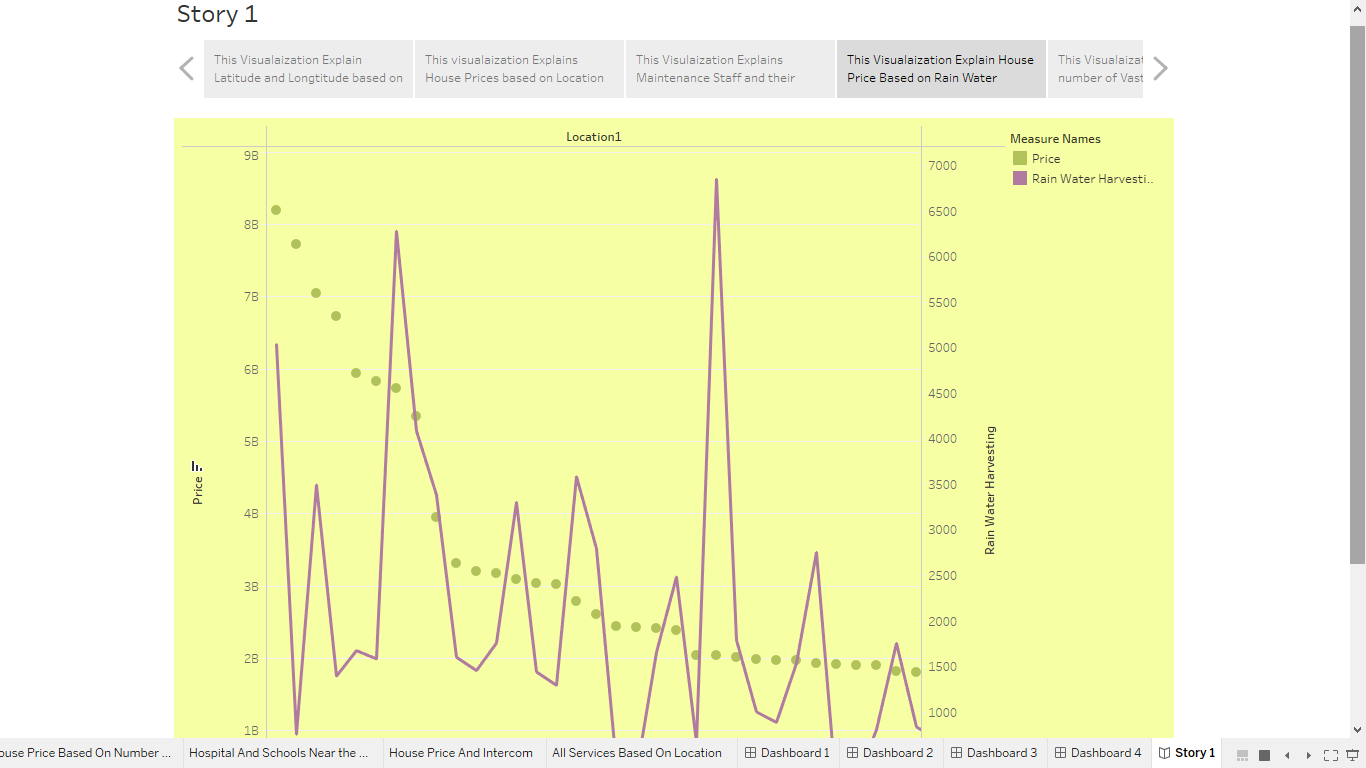 Story 1
This Visualaization Explain
Latitude and Longtitude based on
This visualaization Explains
House Prices based on Location
This Visulaization Explains
Maintenance Staff and their
This Visualaization Explain House
Price Based on Rain Water
This Visualaizat
number of Vast
Location1
Measure Names
Price
Rain Water Harvesti..
9B
8B
7B
6B
5B
4B
3B
2B
1B
Price
7000
6500
6000
5500
5000
4500
4000
3500
3000
2500
2000
1500
1000
Rain Water Harvesting
ouse Price Based On Number ...
Hospital And Schools Near the ...
House Price And Intercom
All Services Based On Location
Dashboard 1
Dashboard 2
Dashboard 3
Dashboard 4
Story 1